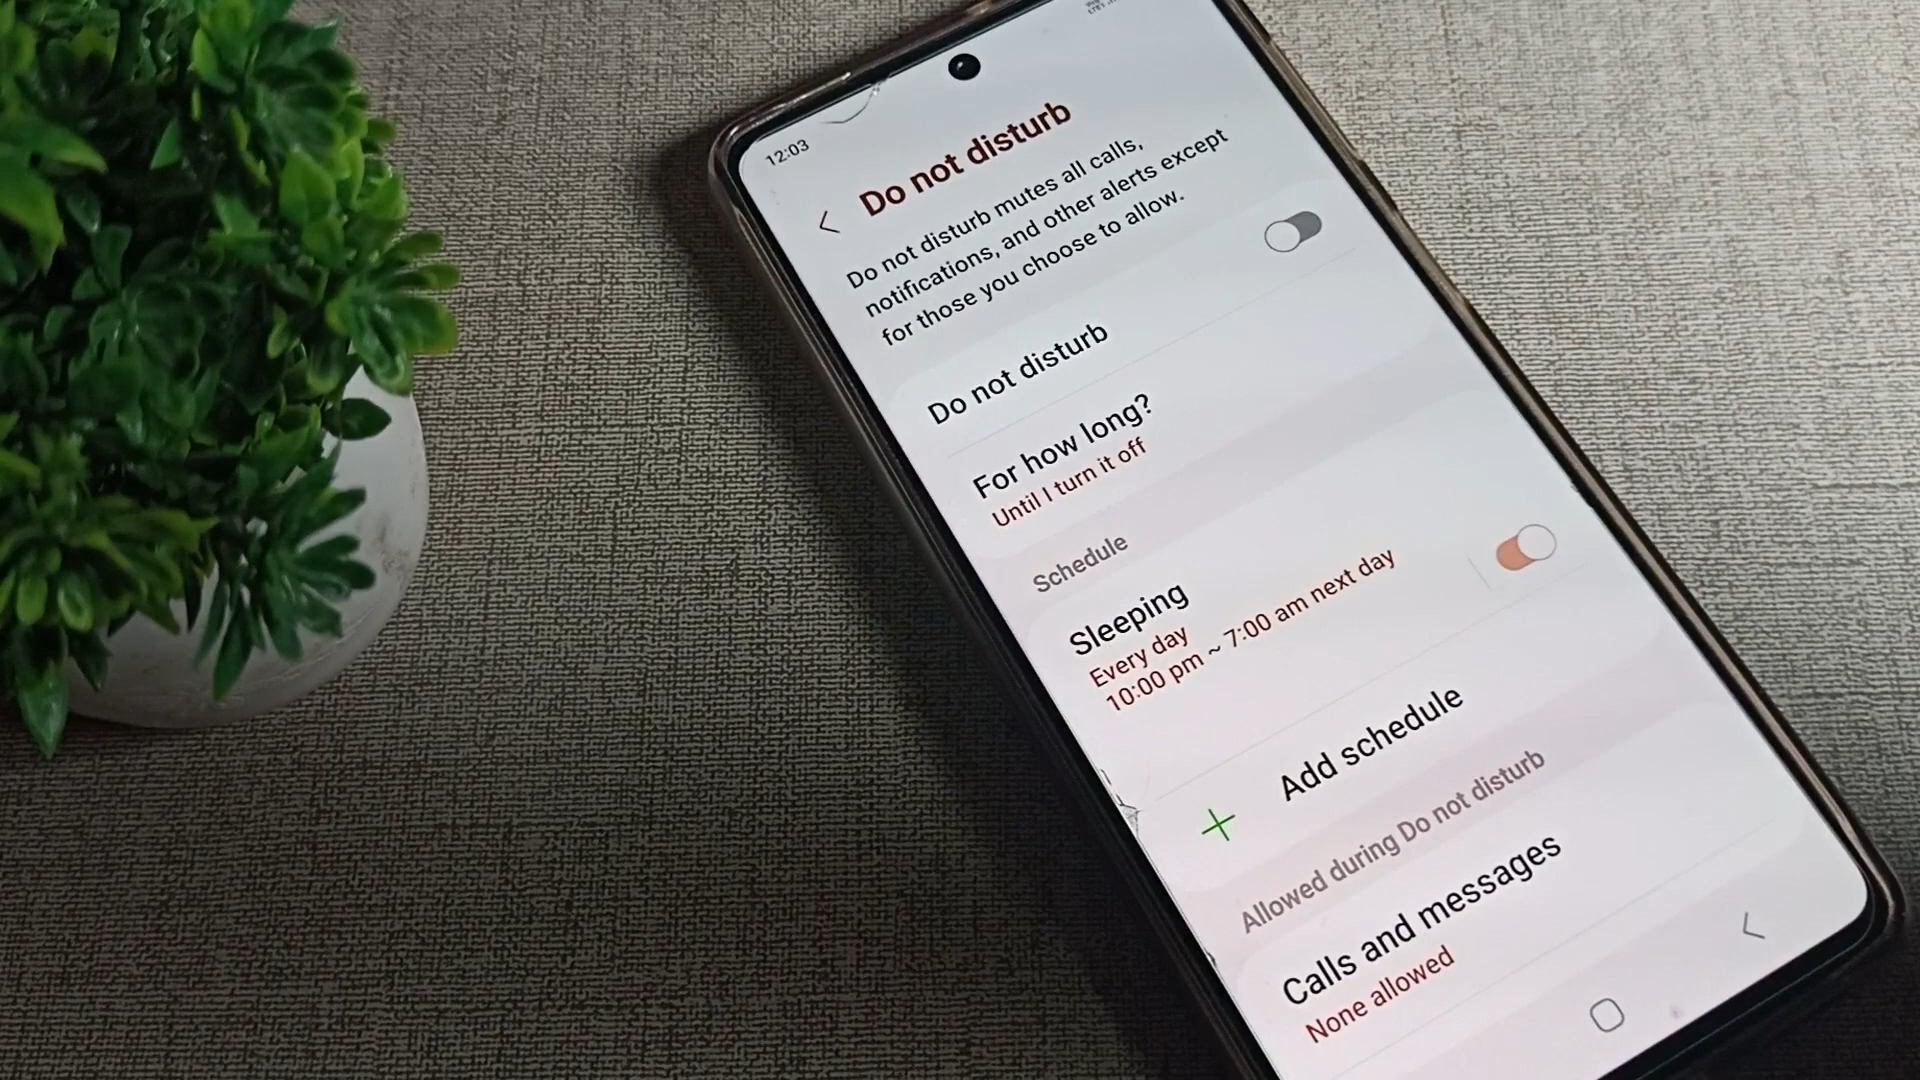 12:03
Do not disturb
Do not disturb mutes all calls,
notifications, and other alerts except
for those you choose to allow.
Do not disturb
For how long?
Until I turn it off
Schedule
Sleeping
Every day
10:00 pm ~ 7:00 am next day
Add schedule
Allowed during Do not disturb
Calls and messages
None allowed